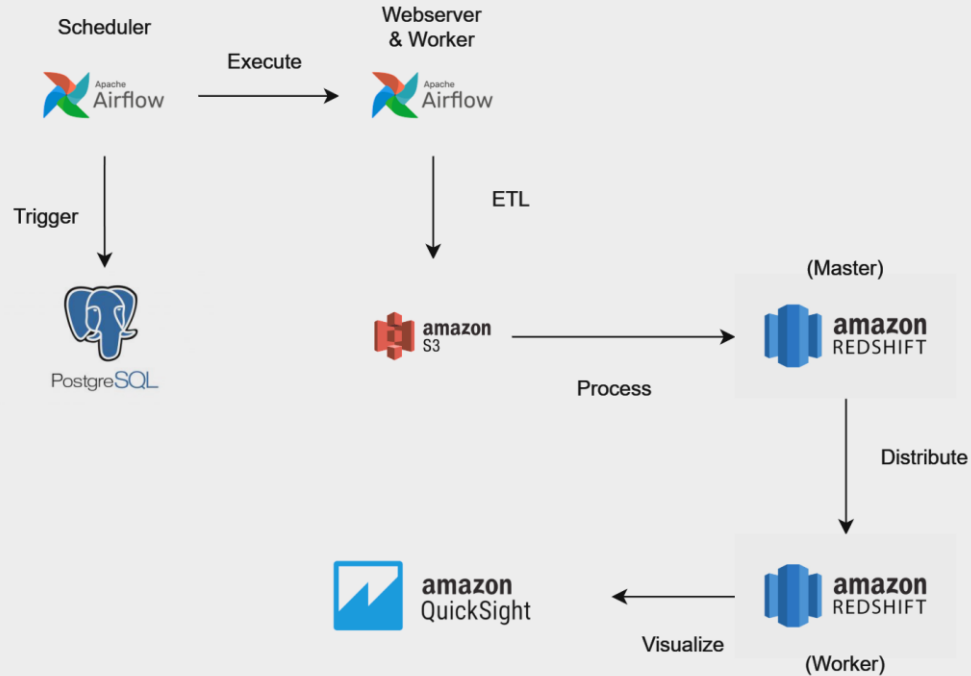 Scheduler
Apache
Airflow
Execute
Webserver
& Worker
Apache
Airflow
Trigger
ETL
PostgreSQL
amazon
S3
Process
(Master)
amazon
REDSHIFT
Distribute
amazon
QuickSight
Visualize
amazon
REDSHIFT
(Worker)